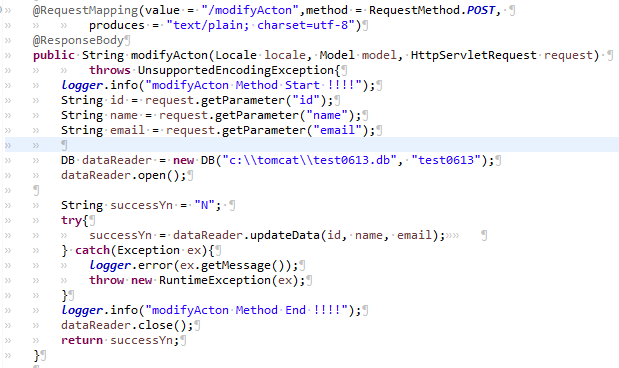 @RequestMapping(value = "/modifyActon",method = RequestMethod.POST,
produces = "text/plain; charset=utf-8")
@ResponseBody
public String modifyActon(Locale locale, Model model, HttpServletRequest request)
throws UnsupportedEncodingException{
logger.info("modifyActon Method Start !!!!");
String id = request.getParameter("id");
String name = request.getParameter("name");
String email = request.getParameter("email");
DB dataReader = new DB("c:\\tomcat\\test0613.db", "test0613");
dataReader.open();
String successYn = "N";
try{
successYn = dataReader.updateData(id, name, email);
} catch(Exception ex){
logger.error(ex.getMessage());
throw new RuntimeException(ex);
}
logger.info("modifyActon Method End !!!!");
dataReader.close();
return successYn;
}